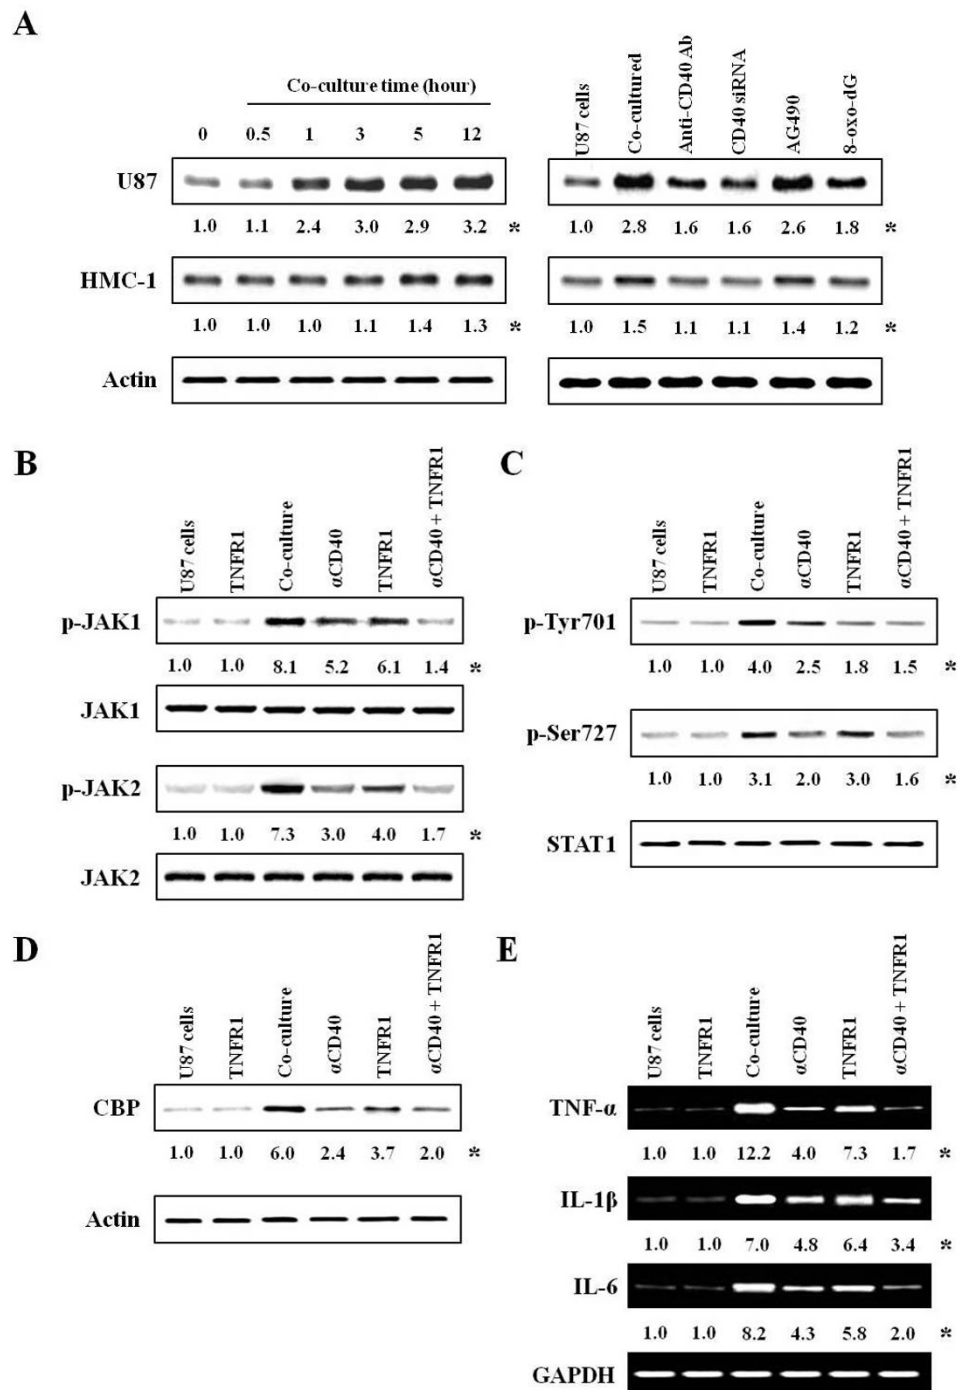 A
Co-culture time (hour)
0 0.5 1 3 5 12
U87
1.0 1.1 2.4 3.0 2.9 3.2 *
HMC-1
1.0 1.0 1.0 1.1 1.4 1.3 *
Actin
U87 cells
Co-cultured
Anti-CD40 Ab
CD40 siRNA
AG490
8-oxo-dG
1.0 2.8 1.6 1.6 2.6 1.8 *
1.0 1.5 1.1 1.1 1.4 1.2 *
B
U87 cells
TNFR1
Co-culture
αCD40
TNFR1
αCD40 + TNFR1
p-JAK1
1.0 1.0 8.1 5.2 6.1 1.4 *
JAK1
p-JAK2
1.0 1.0 7.3 3.0 4.0 1.7 *
JAK2
C
U87 cells
TNFR1
Co-culture
αCD40
TNFR1
αCD40 + TNFR1
p-Tyr701
1.0 1.0 4.0 2.5 1.8 1.5 *
p-Ser727
1.0 1.0 3.1 2.0 3.0 1.6 *
STAT1
D
U87 cells
TNFR1
Co-culture
αCD40
TNFR1
αCD40 + TNFR1
CBP
1.0 1.0 6.0 2.4 3.7 2.0 *
Actin
E
U87 cells
TNFR1
Co-culture
αCD40
TNFR1
αCD40 + TNFR1
TNF-α
1.0 1.0 12.2 4.0 7.3 1.7 *
IL-1β
1.0 1.0 7.0 4.8 6.4 3.4 *
IL-6
1.0 1.0 8.2 4.3 5.8 2.0 *
GAPDH